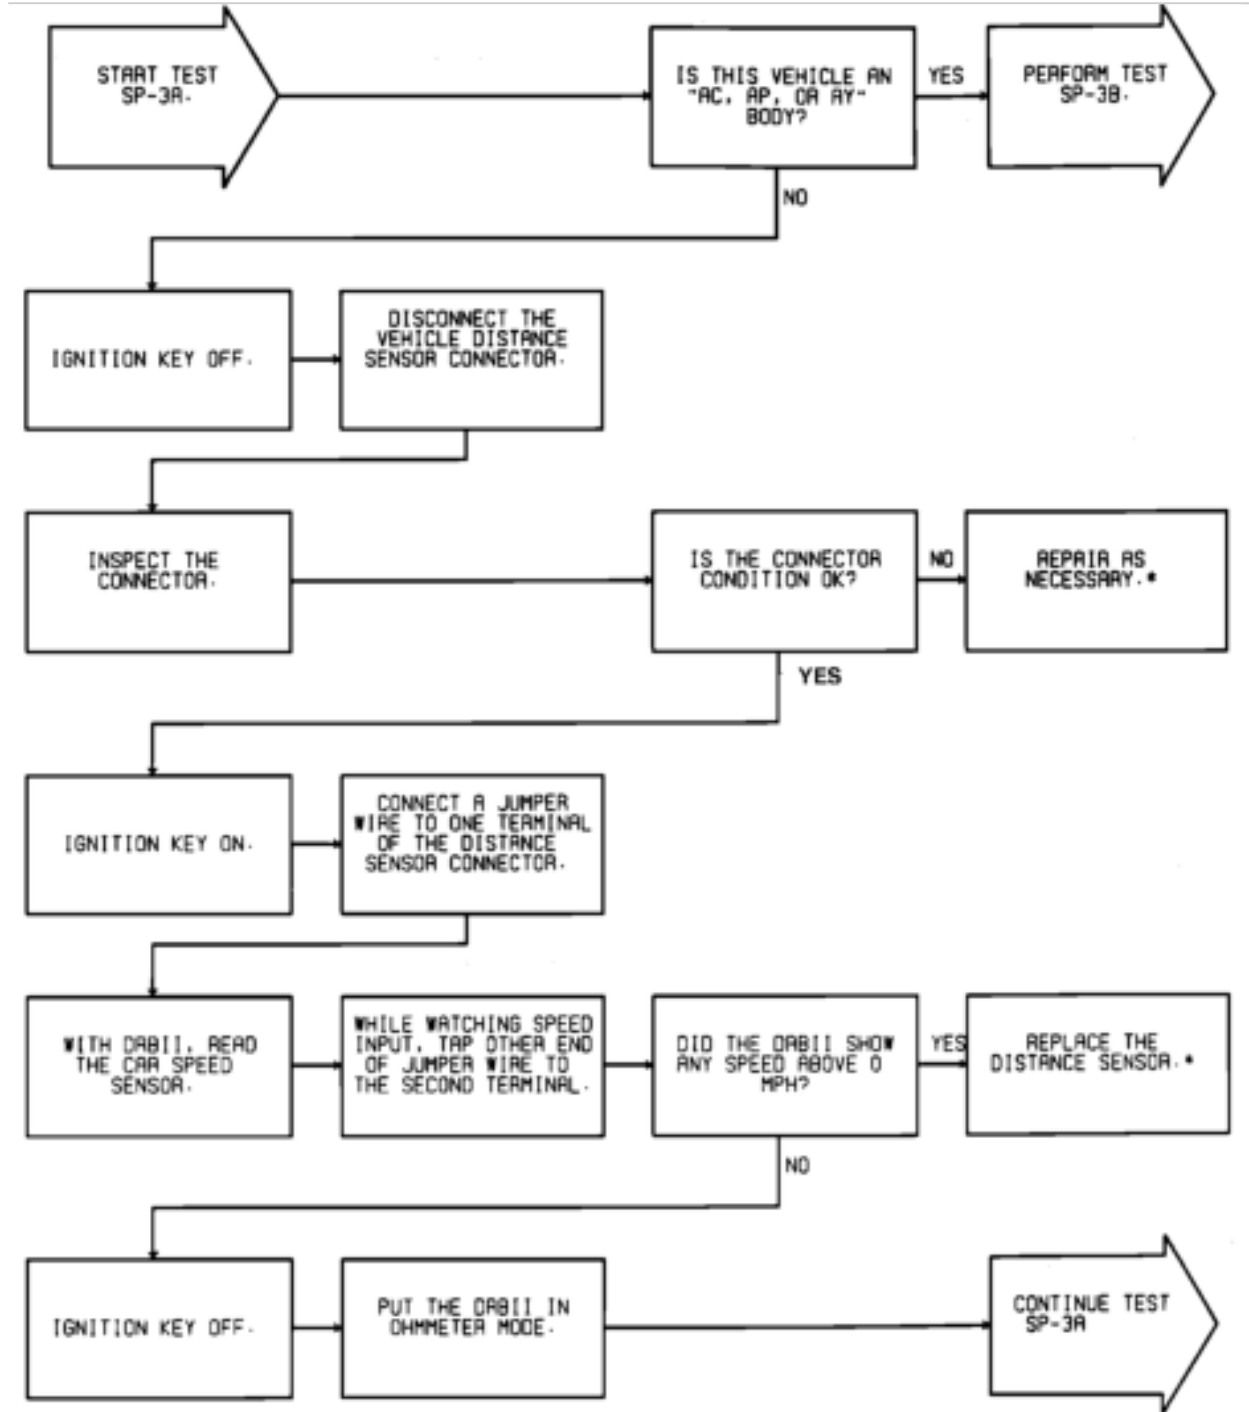 START TEST
SP-3A.
IS THIS VEHICLE AN
"AC, AP, OR AY"
BODY?
YES
PERFORM TEST
SP-3B.
NO
IGNITION KEY OFF.
DISCONNECT THE
VEHICLE DISTANCE
SENSOR CONNECTOR.
INSPECT THE
CONNECTOR.
IS THE CONNECTOR
CONDITION OK?
NO
REPAIR AS
NECESSARY.*
YES
IGNITION KEY ON.
CONNECT A JUMPER
WIRE TO ONE TERMINAL
OF THE DISTANCE
SENSOR CONNECTOR.
WITH DRBII, READ
THE CAR SPEED
SENSOR.
WHILE WATCHING SPEED
INPUT, TAP OTHER END
OF JUMPER WIRE TO
THE SECOND TERMINAL.
DID THE DRBII SHOW
ANY SPEED ABOVE 0
MPH?
YES
REPLACE THE
DISTANCE SENSOR.*
NO
IGNITION KEY OFF.
PUT THE DRBII IN
OHMMETER MODE.
CONTINUE TEST
SP-3A